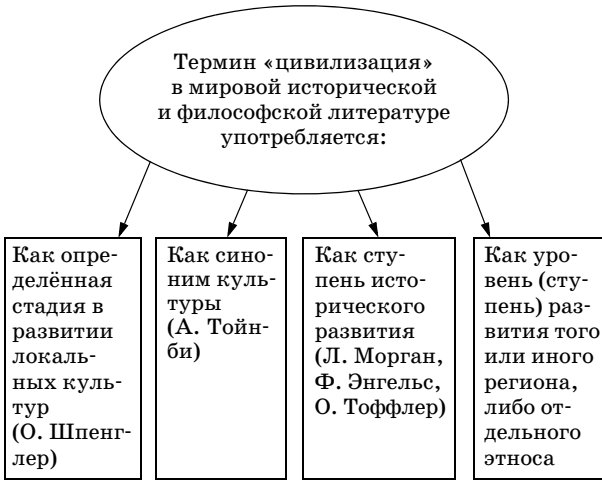 Термин «цивилизация»
в мировой исторической
и философской литературе
употребляется:
Как опре-
делённая
стадия в
развитии
локаль-
ных куль-
тур
(О. Шпенг-
лер)
Как сино-
ним куль-
туры
(А. Тойн-
би)
Как сту-
пень исто-
рического
развития
(Л. Морган,
Ф. Энгельс,
О. Тоффлер)
Как уро-
вень (сту-
пень) раз-
вития того
или иного
региона,
либо от-
дельного
этноса